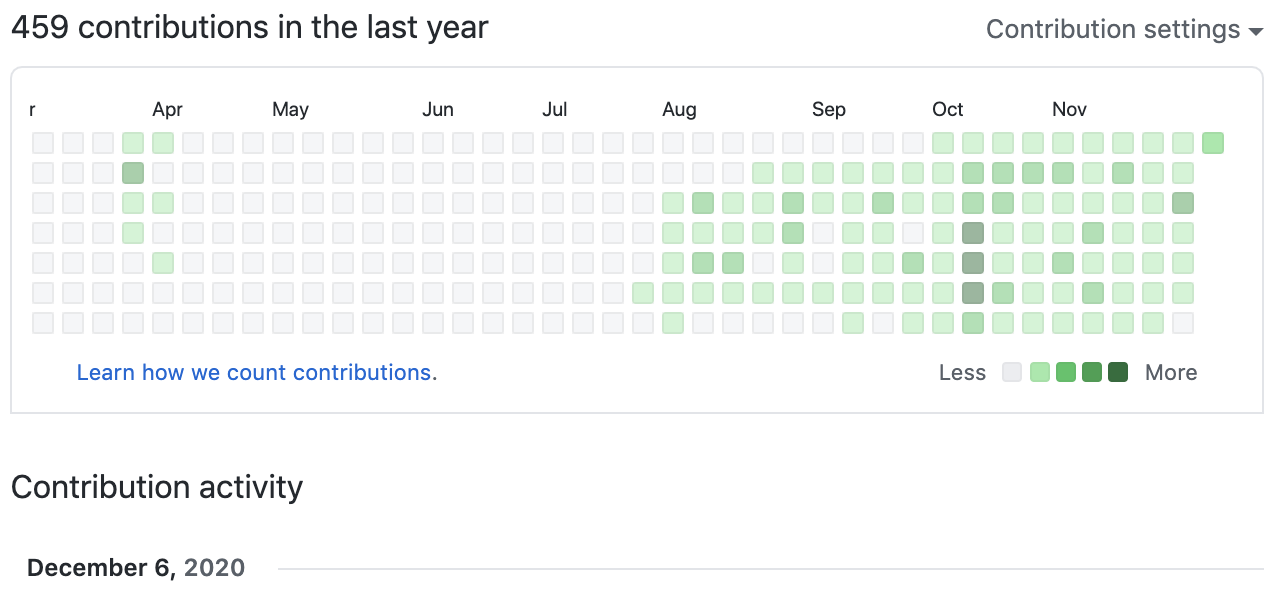 459 contributions in the last year
Contribution settings
r Apr May Jun Jul Aug Sep Oct Nov
Learn how we count contributions.
Less More
Contribution activity
December 6, 2020